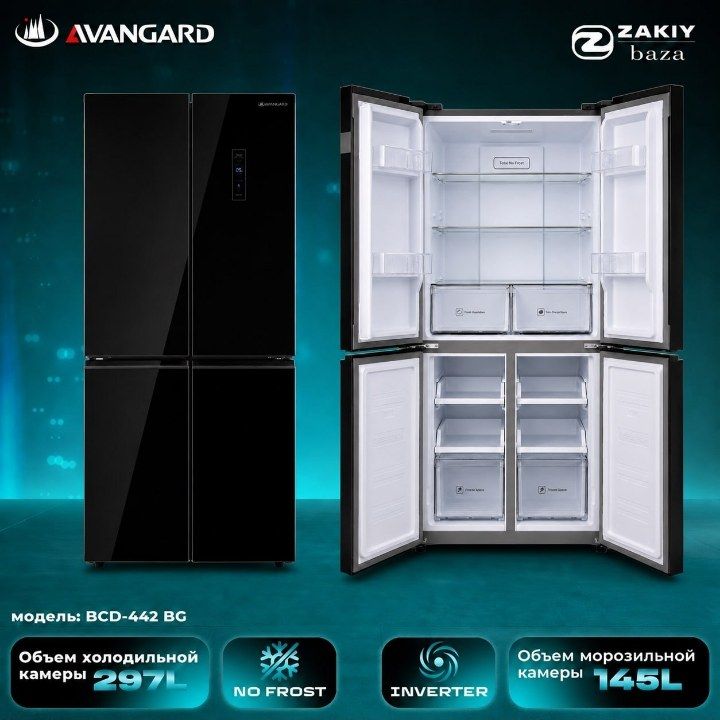 AVANGARD
ZAKIY
baza
AVANGARD
Total No Frost
модель: BCD-442 BG
Объем холодильной
камеры 297L
NO FROST
INVERTER
Объем морозильной
камеры 145L